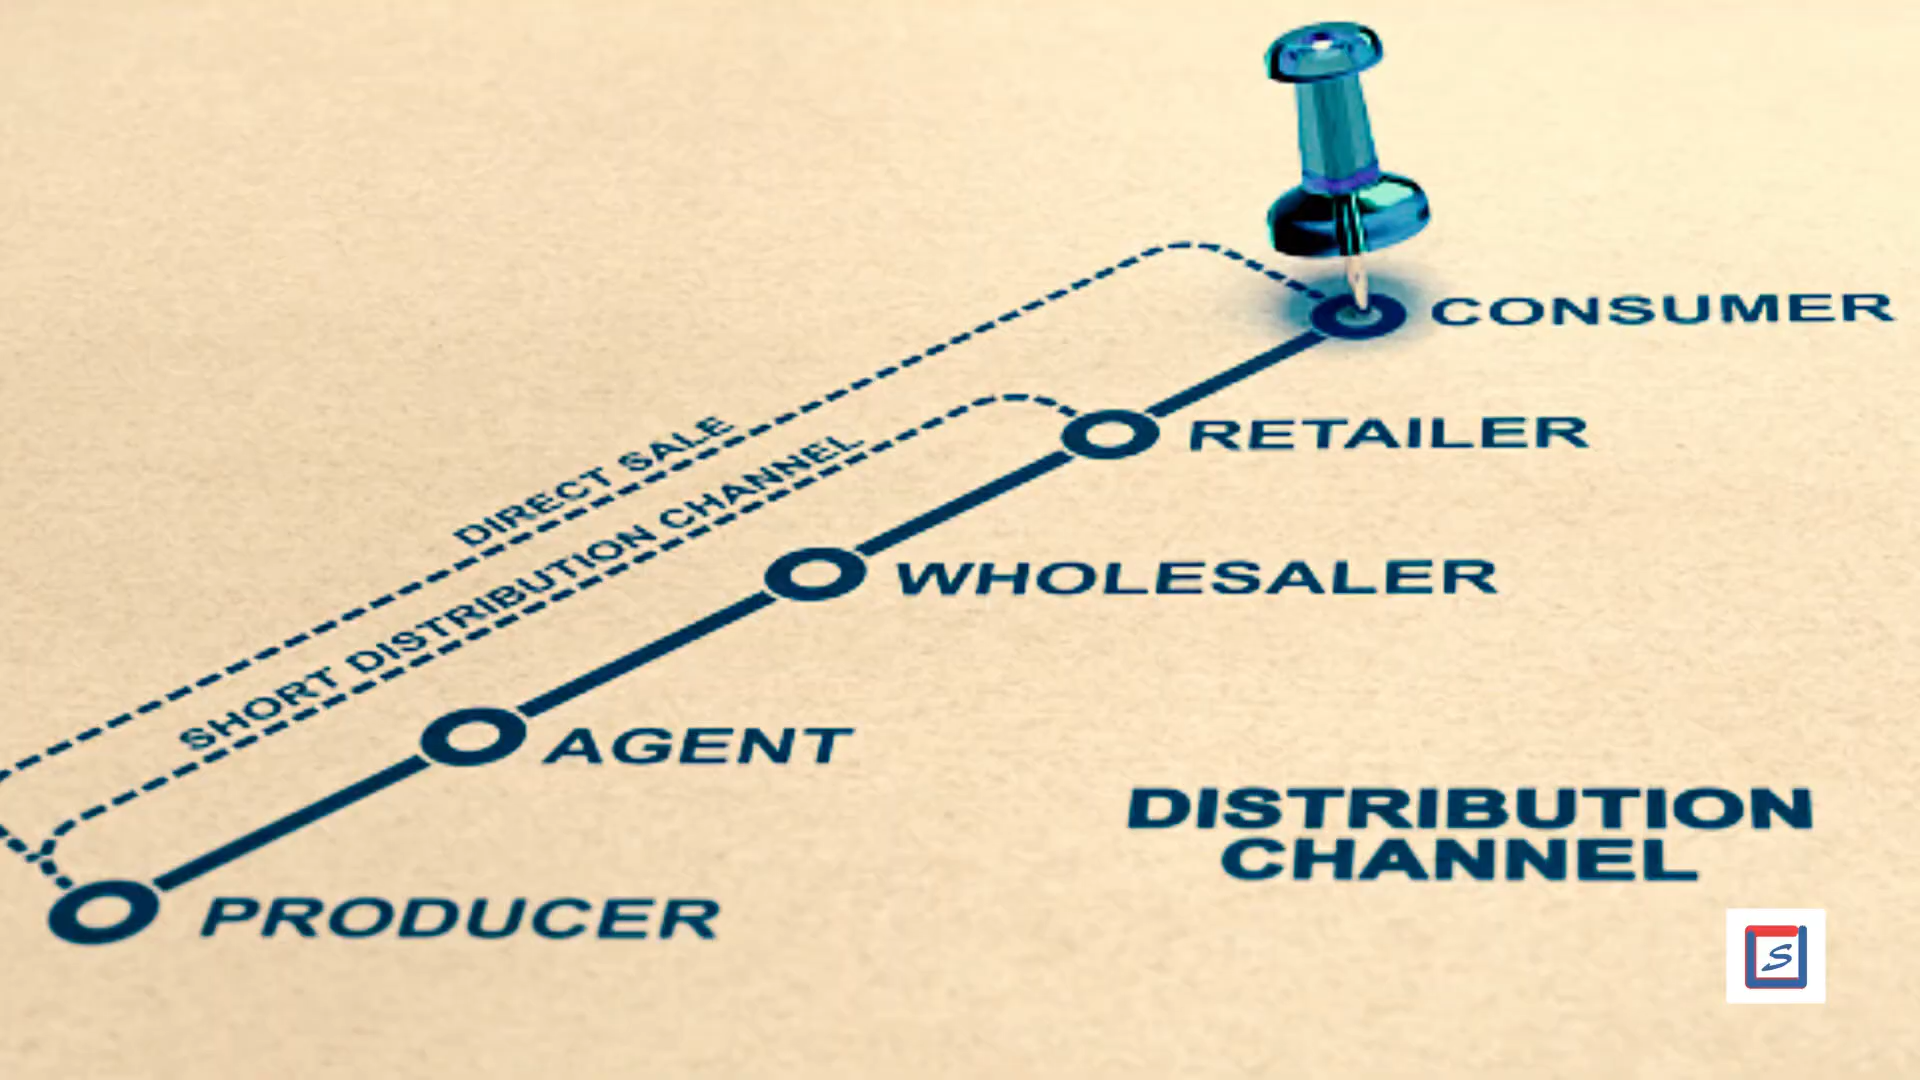 CONSUMER
RETAILER
DIRECT SALE
SHORT DISTRIBUTION CHANNEL
WHOLESALER
AGENT
DISTRIBUTION
CHANNEL
PRODUCER
S